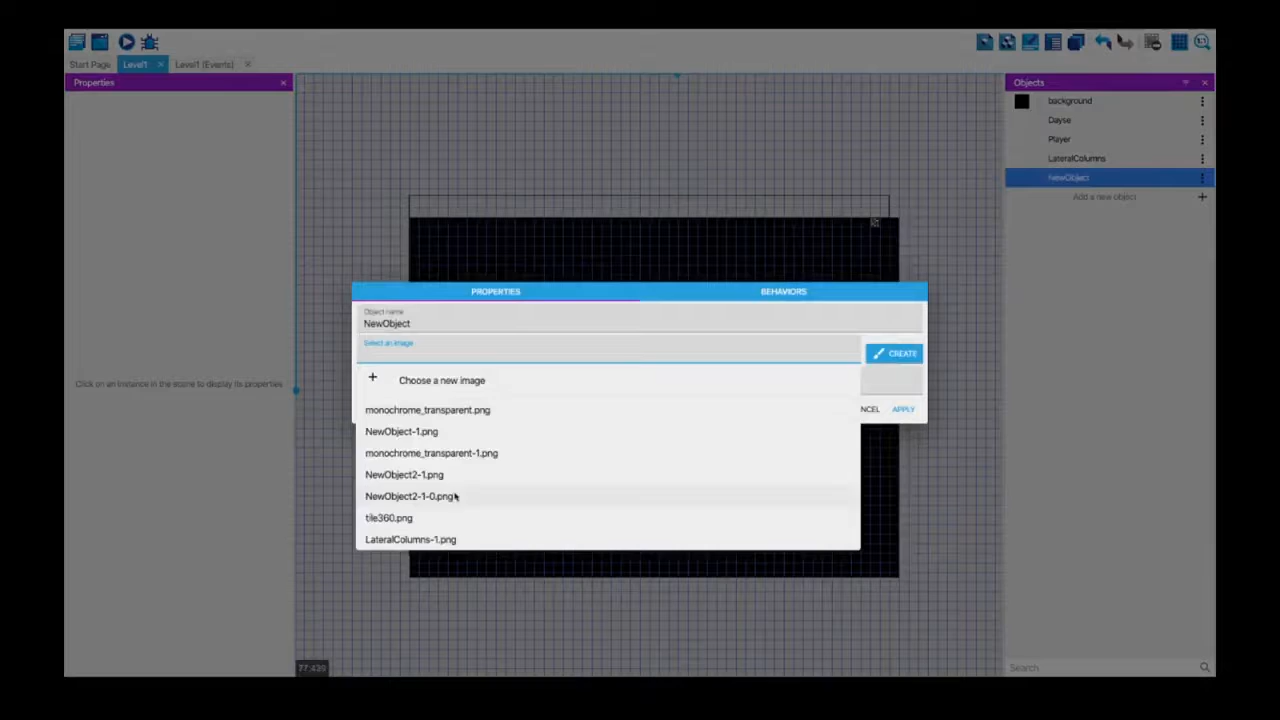 Start Page
Level1
Level1 (Events)
Properties
Objects
background
Dayse
Player
LateralColumns
NewObject
Add a new object
PROPERTIES
BEHAVIORS
Object name
NewObject
Select an image
CREATE
Choose a new image
monochrome_transparent.png
NewObject-1.png
monochrome_transparent-1.png
NewObject2-1.png
NewObject2-1-0.png
tile360.png
LateralColumns-1.png
NCEL
APPLY
Click on an instance in the scene to display its properties
77;439
Search